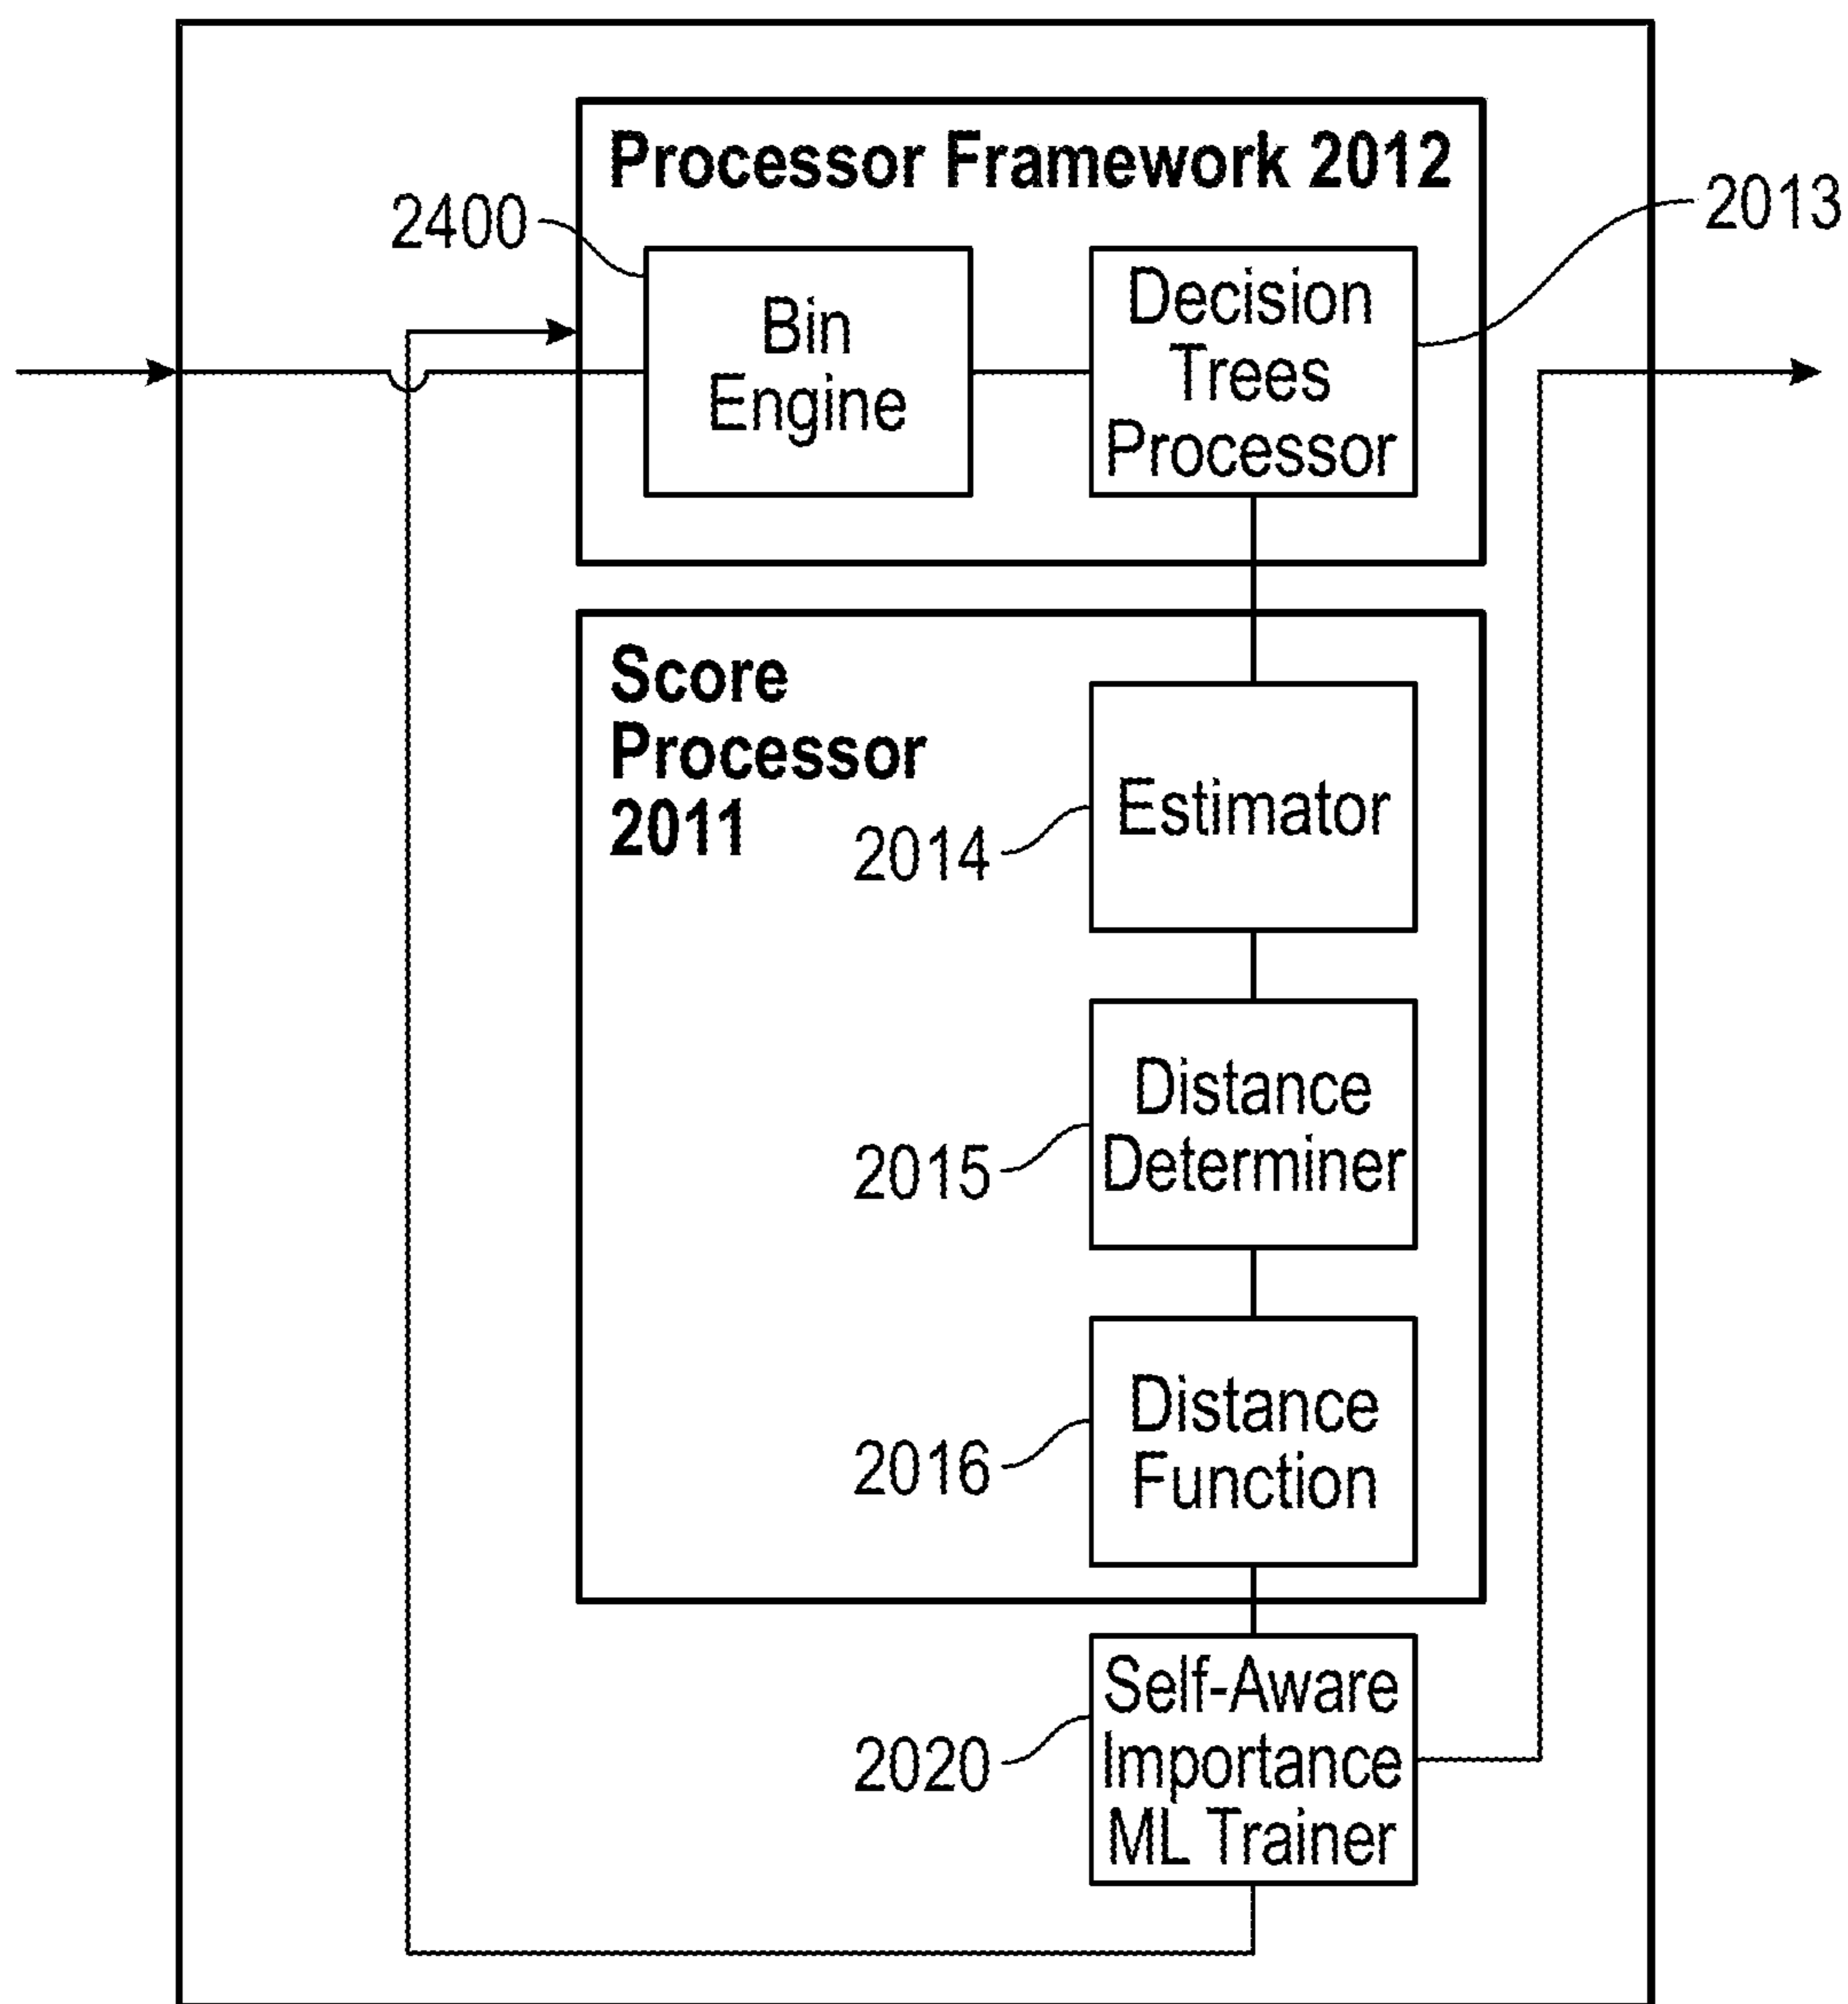 Processor Framework 2012
2400
2013
Bin
Engine
Decision
Trees
Processor
Score
Processor
2011
2014
Estimator
2015
Distance
Determiner
2016
Distance
Function
2020
Self-Aware
Importance
ML Trainer